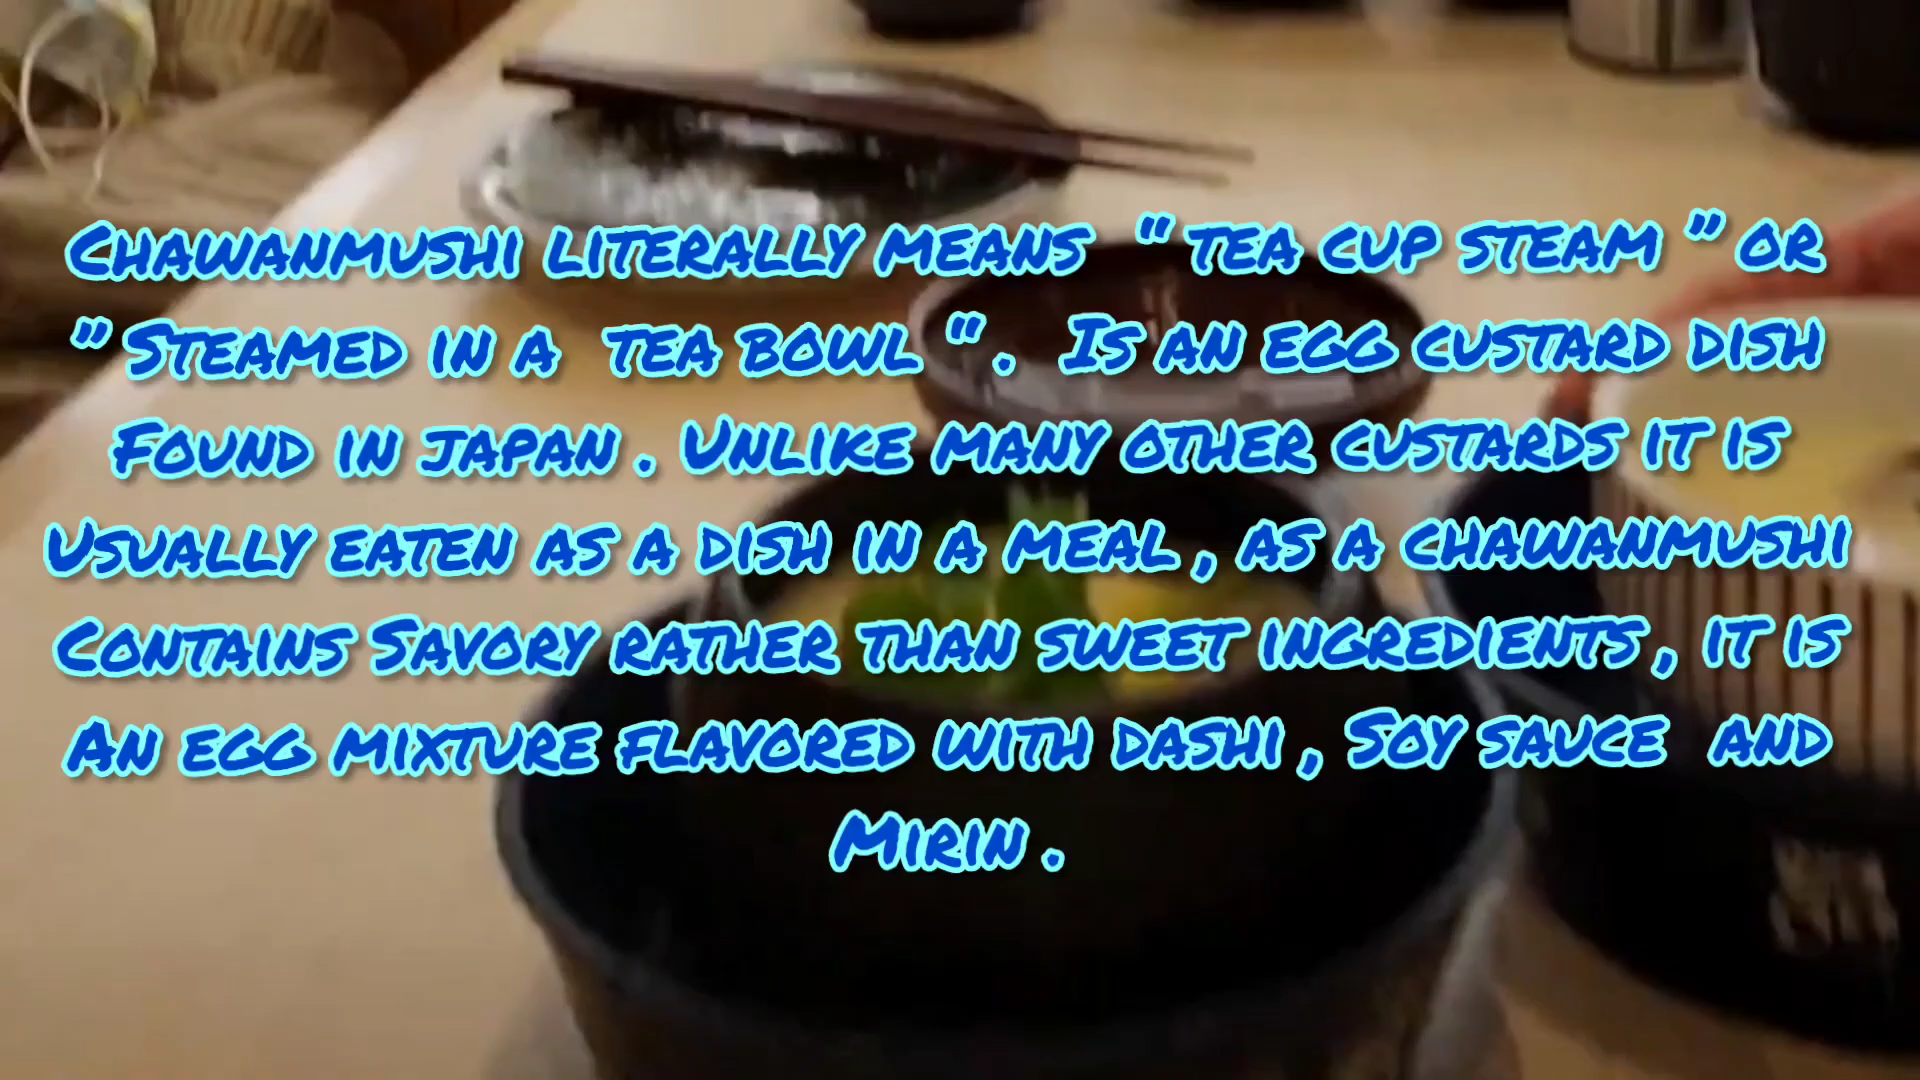 Chawanmushi literally means “ tea cup steam ” or
” Steamed in a tea bowl “ . Is an egg custard dish
Found in japan . Unlike many other custards it is
Usually eaten as a dish in a meal , as a chawanmushi
Contains Savory rather than sweet ingredients , it is
An egg mixture flavored with dashi , Soy sauce and
Mirin .